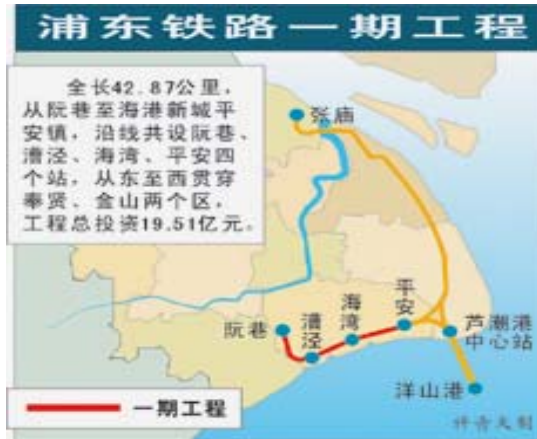 浦东铁路一期工程
全长42.87公里，
从阮巷至海港新城平
安镇，沿线共设阮巷、
漕泾、海湾、平安四
个站，从东至西贯穿
奉贤、金山两个区，
工程总投资19.51亿元。
张庙
平安
海湾
漕泾
阮巷
芦潮港
中心站
洋山港
一期工程